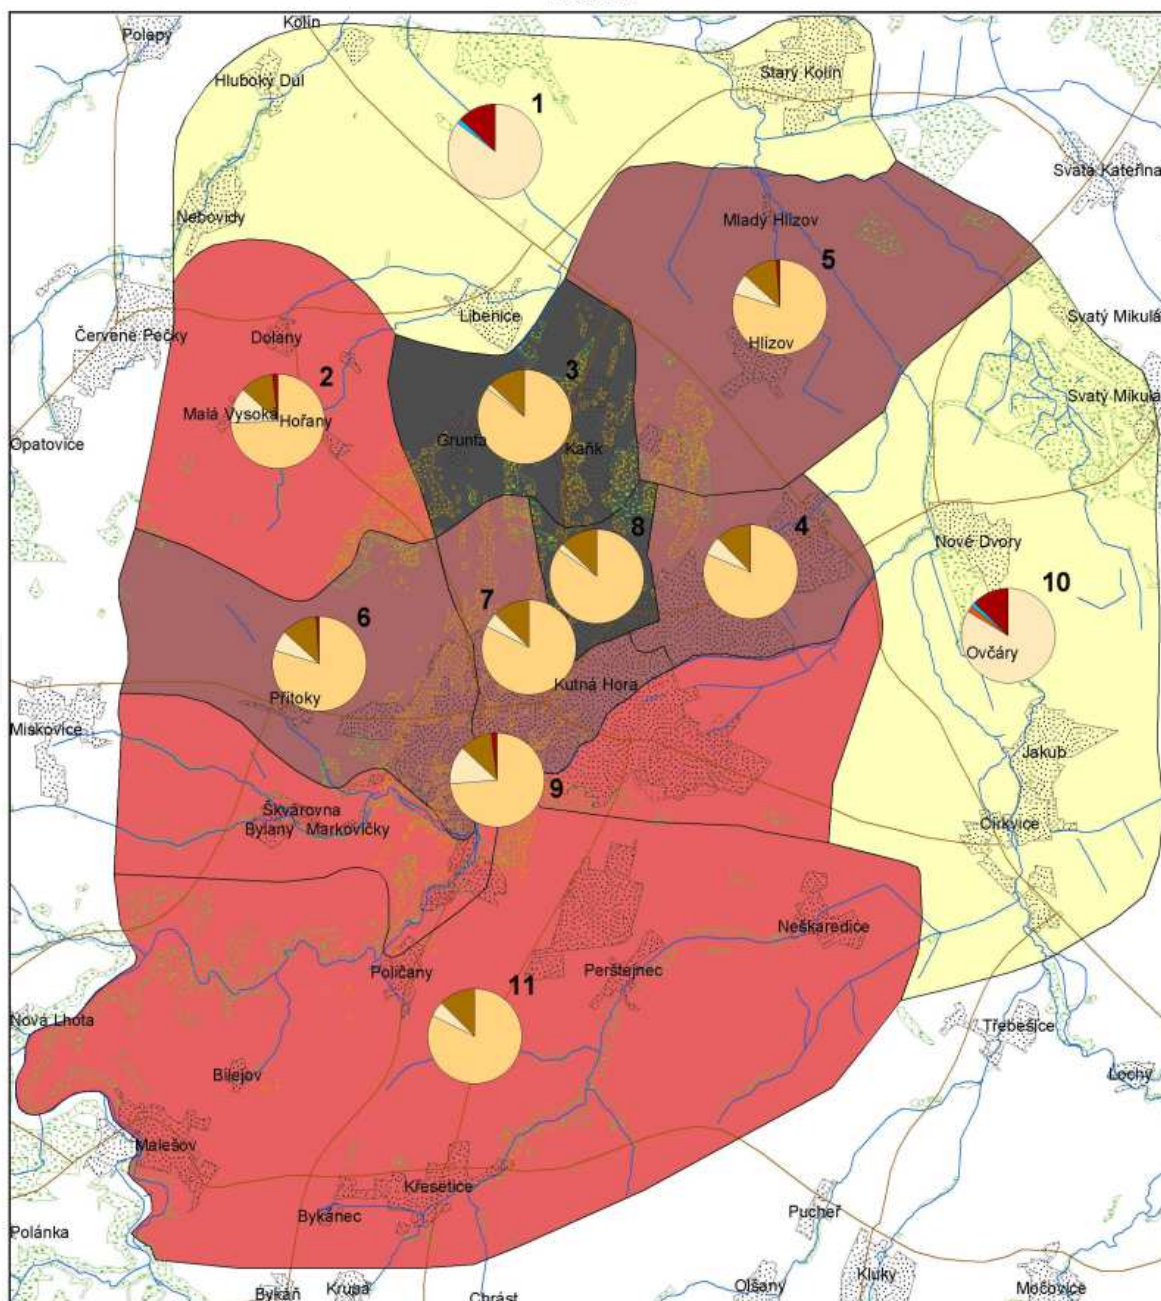 Kolín
Polepy
Hluboký Důl
Starý Kolín
1
Svatá Kateřina
Nebovidy
Mladý Hlízov
5
Libenice
Červené Pečky
Dolany
Svatý Mikulá
Hlízov
3
2
Malá Vysoká
Hořany
Svatý Mikulá
Opatovice
Grunta
Kaňk
8
4
Nové Dvory
10
7
6
Ovčáry
Kutná Hora
Přítoky
Miskovice
Jakub
9
Škvárovna
Bylany
Markovičky
Církvice
Neškaredice
Poličany
Perštejnec
11
Nová Lhota
Třebešice
Bílejov
Lochy
Malešov
Křesetice
Bykánec
Pucheř
Polánka
Kluky
Olšany
Močovice
Bykáň
Krupá
Chrást